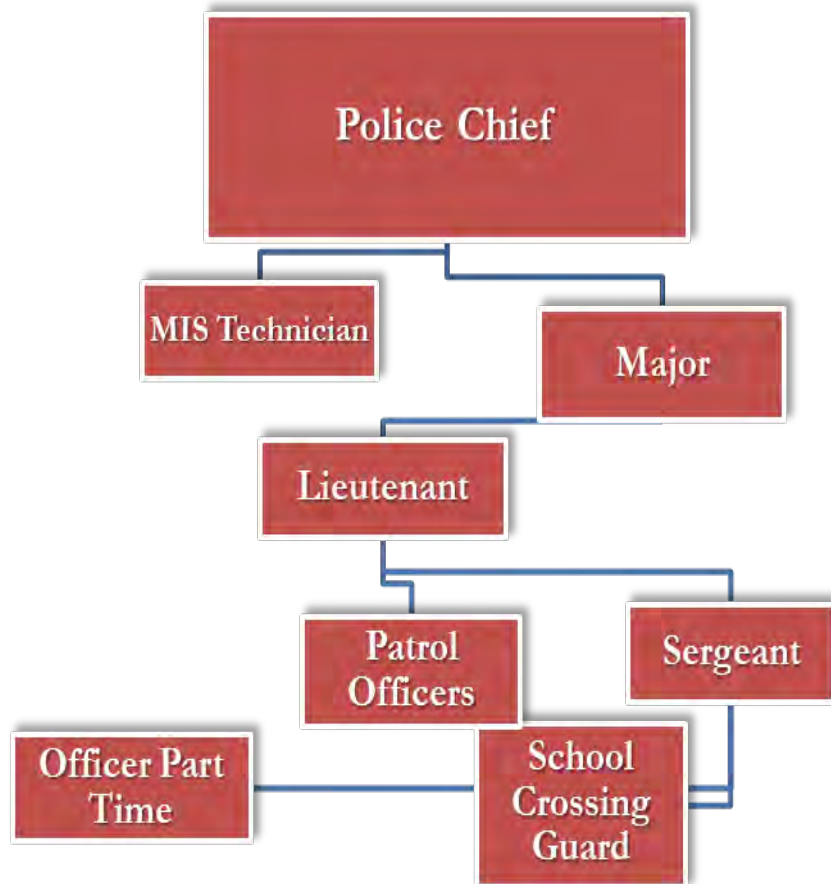 Police Chief
MIS Technician
Major
Lieutenant
Patrol
Officers
Sergeant
Officer Part
Time
School
Crossing
Guard